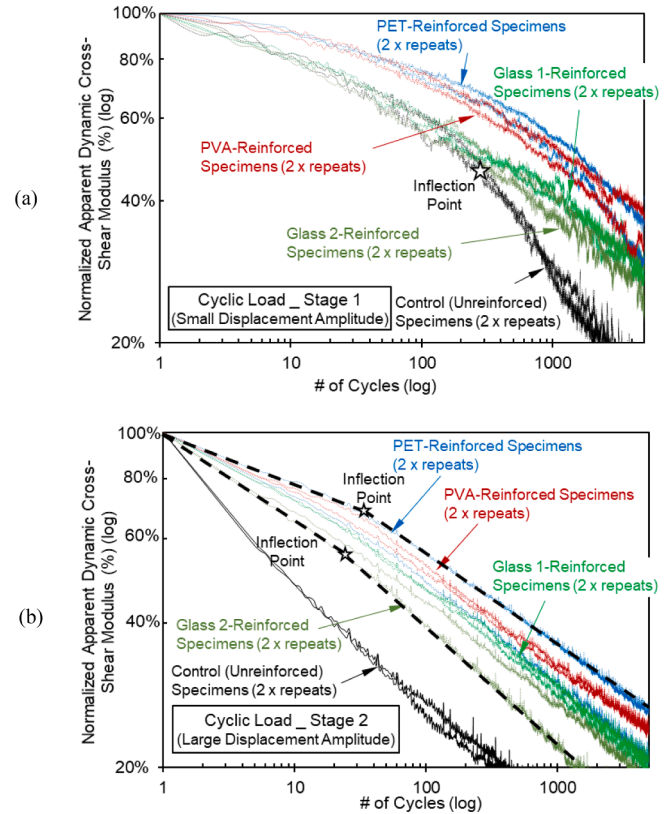 (a)
Normalized Apparent Dynamic Cross-
Shear Modulus (%) (log)
100%
80%
60%
40%
20%
PET-Reinforced Specimens
(2 x repeats)
Glass 1-Reinforced
Specimens (2 x repeats)
PVA-Reinforced
Specimens (2 x repeats)
Inflection
Point
Glass 2-Reinforced
Specimens (2 x repeats)
Control (Unreinforced)
Specimens (2 x repeats)
Cyclic Load _ Stage 1
(Small Displacement Amplitude)
1
10
100
1000
# of Cycles (log)
(b)
Normalized Apparent Dynamic Cross-
Shear Modulus (%) (log)
100%
80%
60%
40%
20%
PET-Reinforced Specimens
(2 x repeats)
Inflection
Point
PVA-Reinforced Specimens
(2 x repeats)
Inflection
Point
Glass 1-Reinforced
Specimens (2 x repeats)
Glass 2-Reinforced
Specimens (2 x repeats)
Control (Unreinforced)
Specimens (2 x repeats)
Cyclic Load _ Stage 2
(Large Displacement Amplitude)
1
10
100
1000
# of Cycles (log)